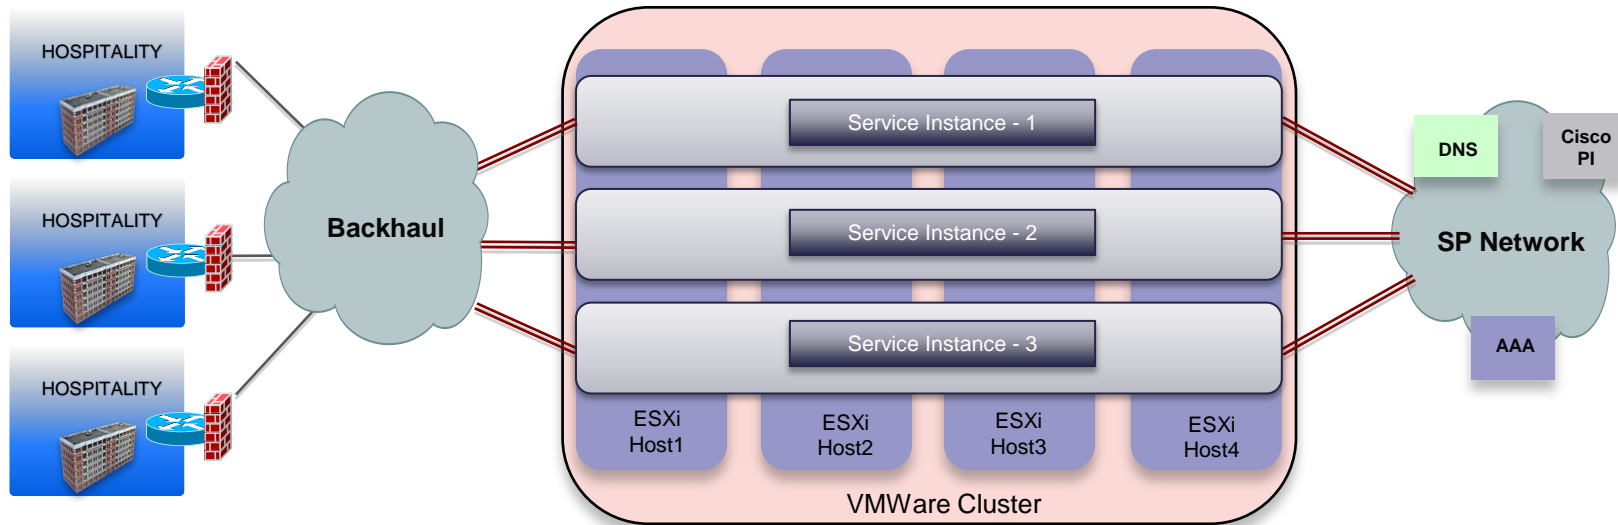 HOSPITALITY
HOSPITALITY
HOSPITALITY
Backhaul
Service Instance - 1
Service Instance - 2
Service Instance - 3
ESXi
Host1
ESXi
Host2
ESXi
Host3
ESXi
Host4
VMWare Cluster
DNS
Cisco
PI
SP Network
AAA